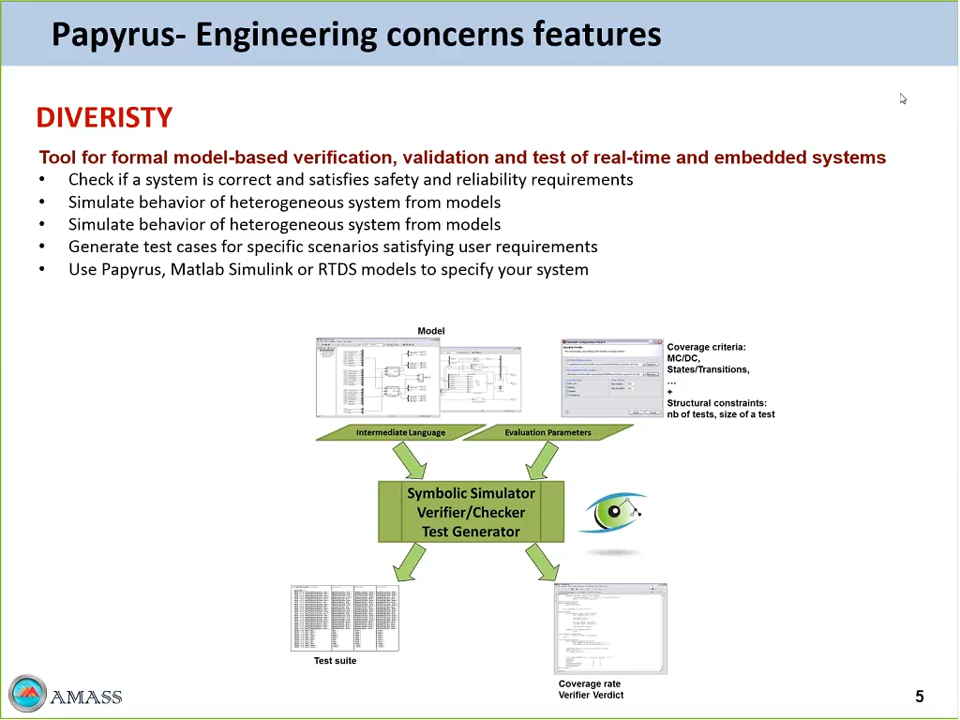 Papyrus- Engineering concerns features
DIVERISTY
Tool for formal model-based verification, validation and test of real-time and embedded systems
• Check if a system is correct and satisfies safety and reliability requirements
• Simulate behavior of heterogeneous system from models
• Simulate behavior of heterogeneous system from models
• Generate test cases for specific scenarios satisfying user requirements
• Use Papyrus, Matlab Simulink or RTDS models to specify your system
Model
Coverage criteria:
MC/DC,
States/Transitions,
...
+
Structural constraints:
nb of tests, size of a test
Intermediate Language
Evaluation Parameters
Symbolic Simulator
Verifier/Checker
Test Generator
Test suite
Coverage rate
Verifier Verdict
AMASS
5